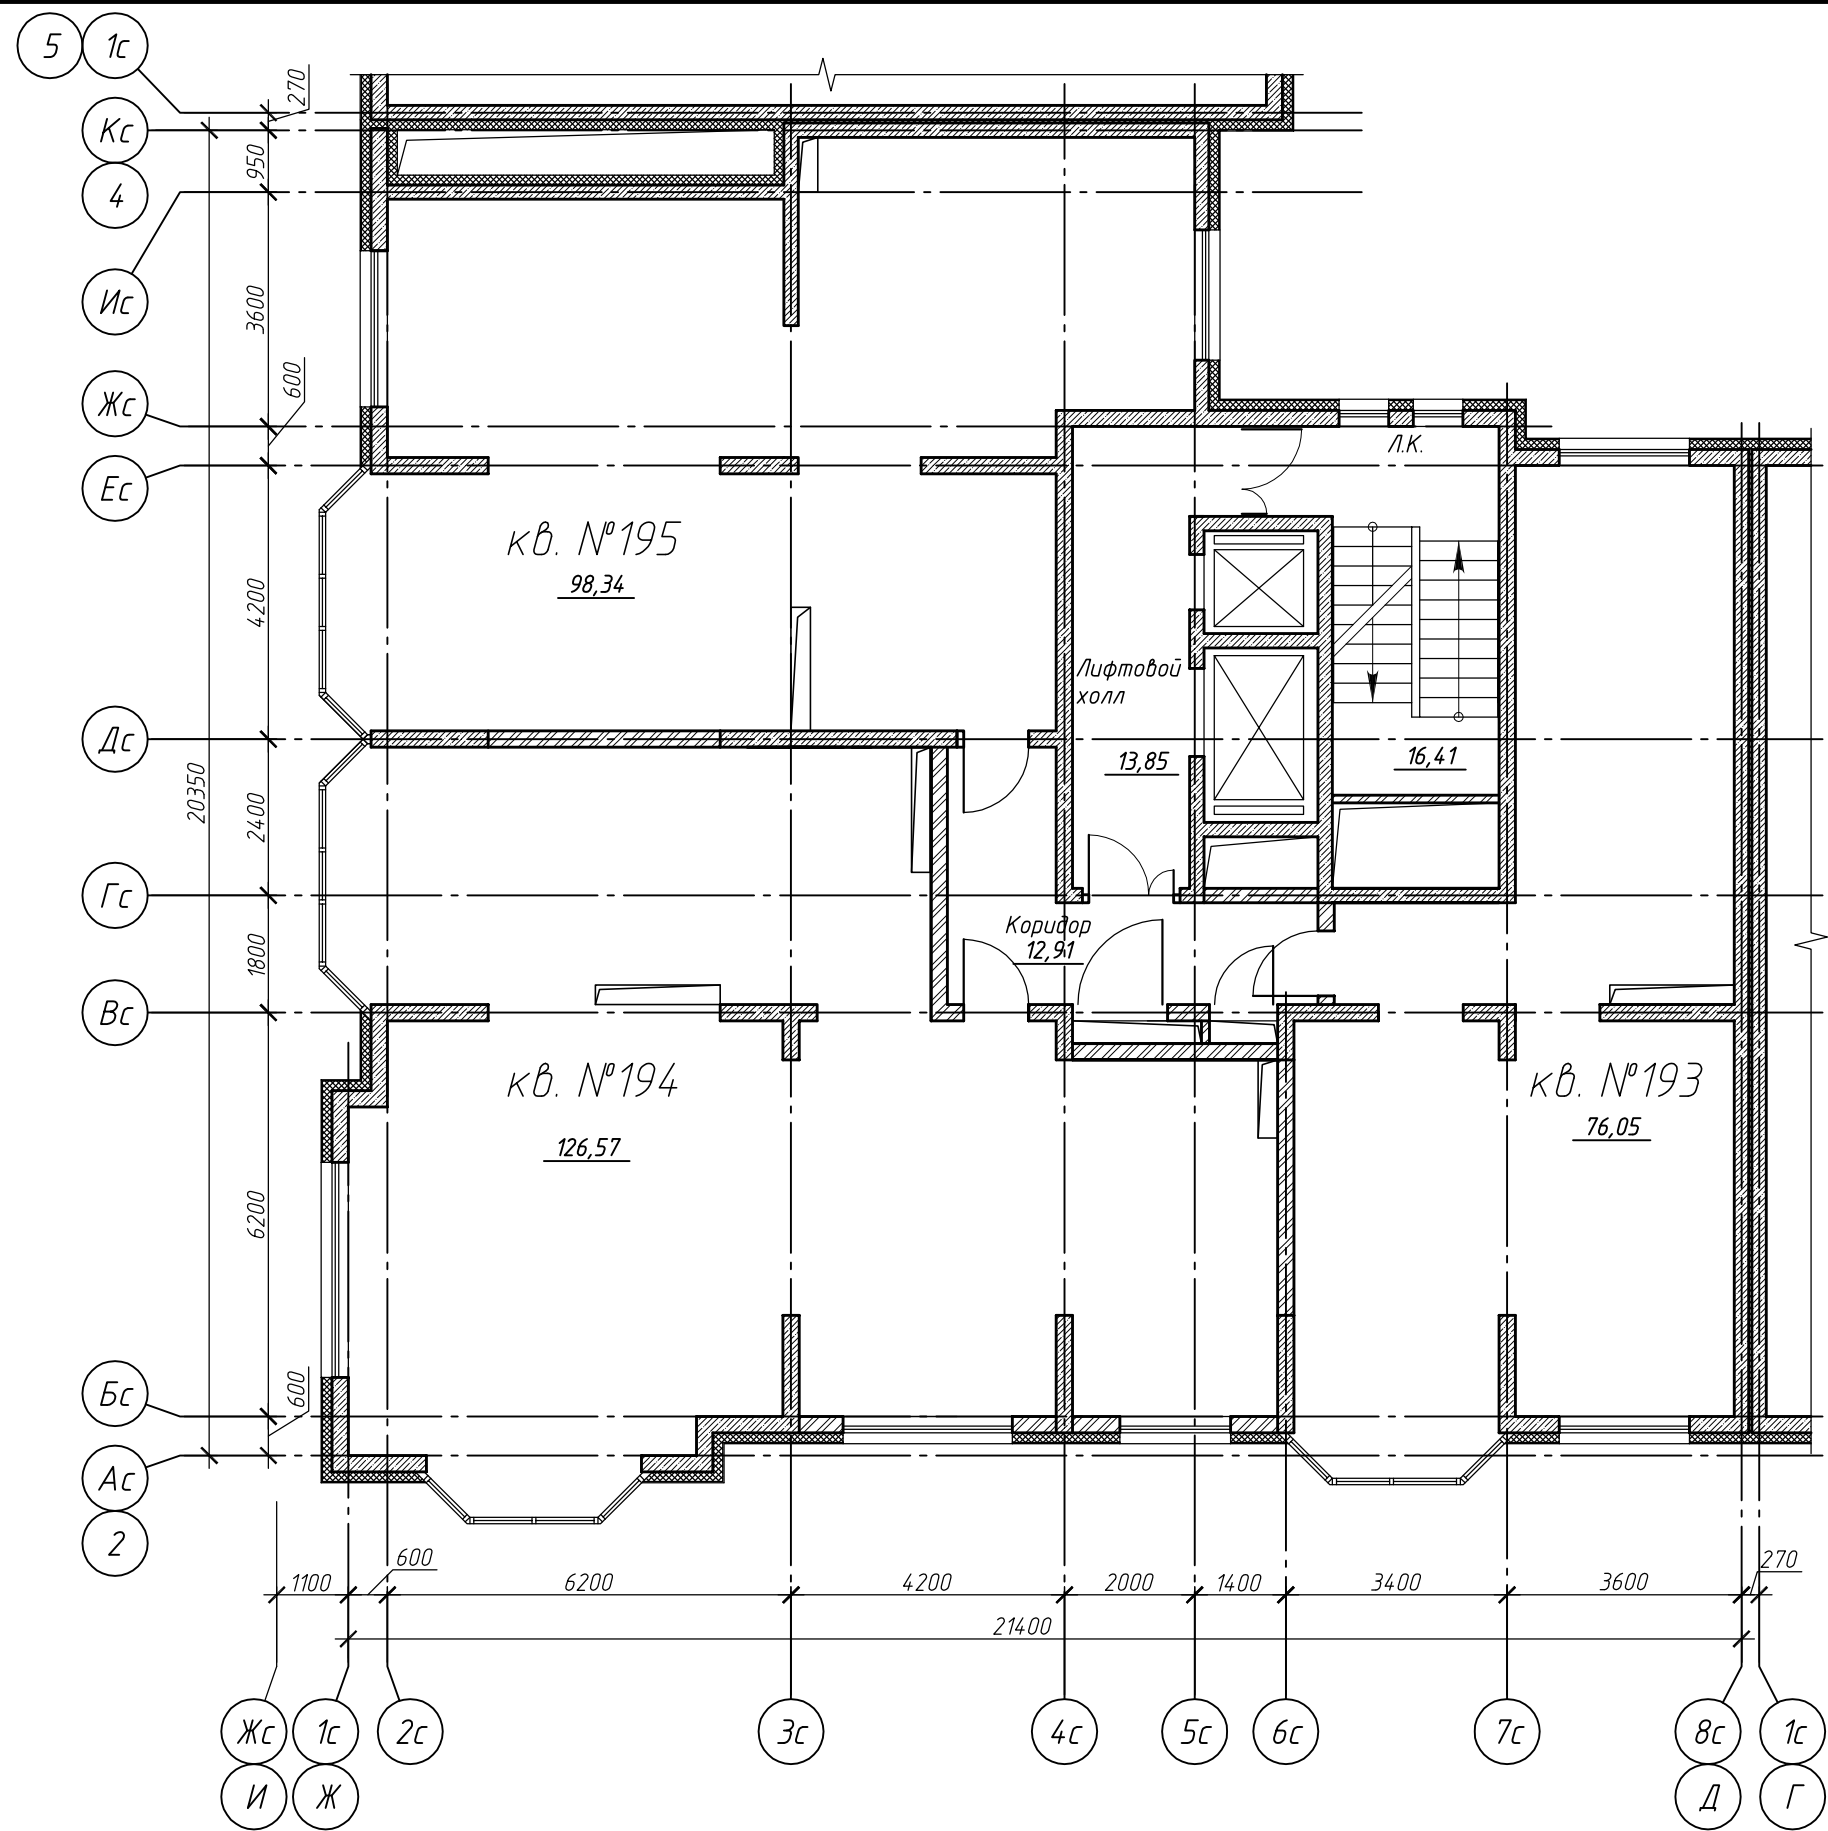 5
1с
Кс
4
Ис
Жс
Ес
Дс
Гс
Вс
Бс
Ас
2
270
950
3600
600
4200
2400
1800
6200
600
20350
кв. №195
98,34
Л.К.
Лифтовой
холл
13,85
16,41
Коридор
12,91
кв. №194
126,57
кв. №193
76,05
1100
600
6200
4200
2000
1400
3400
3600
270
21400
Жс
1с
2с
3с
4с
5с
6с
7с
8с
1с
И
Ж
Д
Г